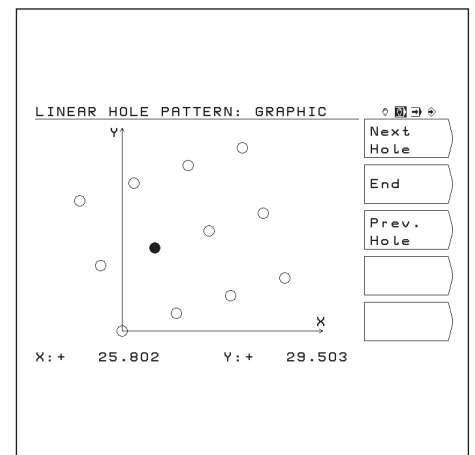 LINEAR HOLE PATTERN: GRAPHIC
Next
Hole
End
Prev.
Hole
Y
X
X:+ 25.802 Y:+ 29.503